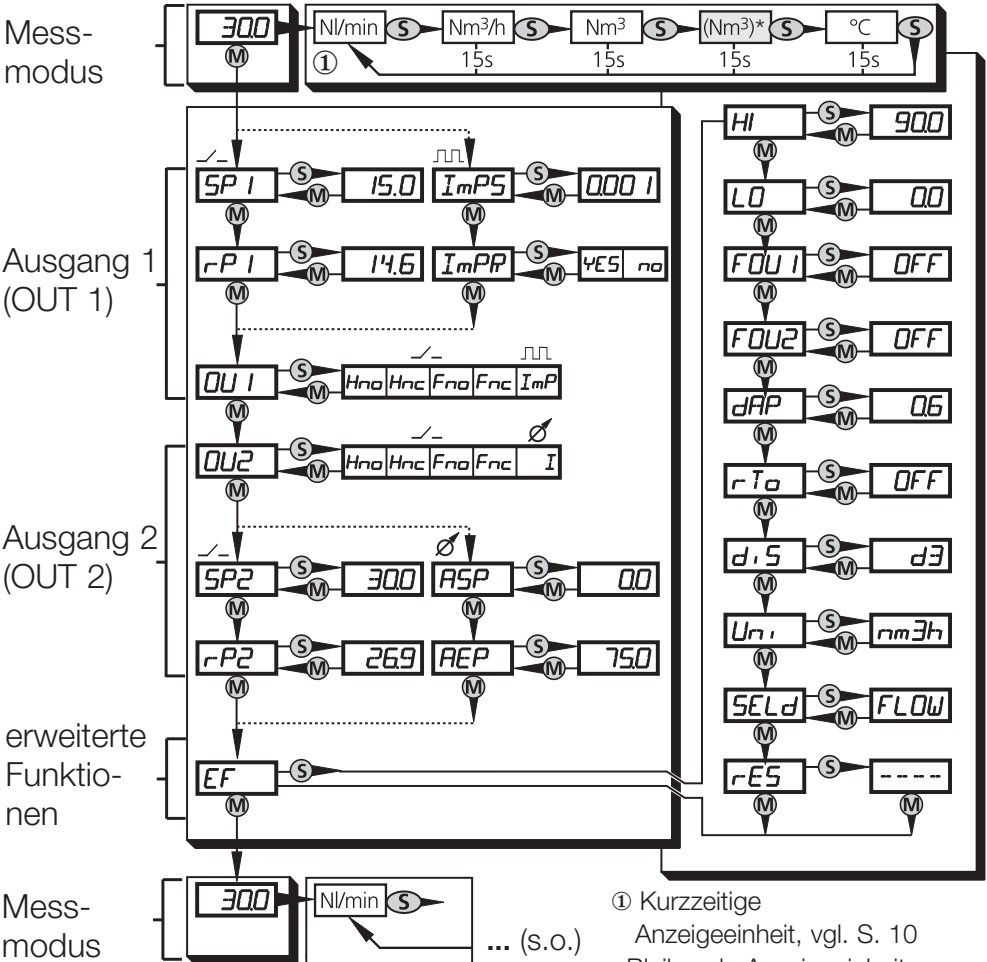 Mess-
modus
30.0 Nl/min S Nm³/h S Nm³ S (Nm³)* S °C S
M ① 15s 15s 15s 15s
Ausgang 1
(OUT 1)
SP1 S M 15.0 ImPS S M 0.001
M M
rP1 S M 14.6 ImPR S M YES no
M M
OU1 S M Hno Hnc Fno Fnc ImP
M
Ausgang 2
(OUT 2)
OU2 S M Hno Hnc Fno Fnc I
M
SP2 S M 30.0 ASP S M 0.0
M M
rP2 S M 26.9 AEP S M 75.0
M M
erweiterte
Funktio-
nen
EF S
M
HI S M 90.0
M
LO S M 0.0
M
FOU1 S M OFF
M
FOU2 S M OFF
M
dAP S M 0.6
M
rTo S M OFF
M
diS S M d3
M
Uni S M nm3h
M
SELd S M FLOW
M
rES S ----
M M
Mess-
modus
30.0 Nl/min S
... (s.o.)
① Kurzzeitige
Anzeigeeinheit, vgl. S. 10